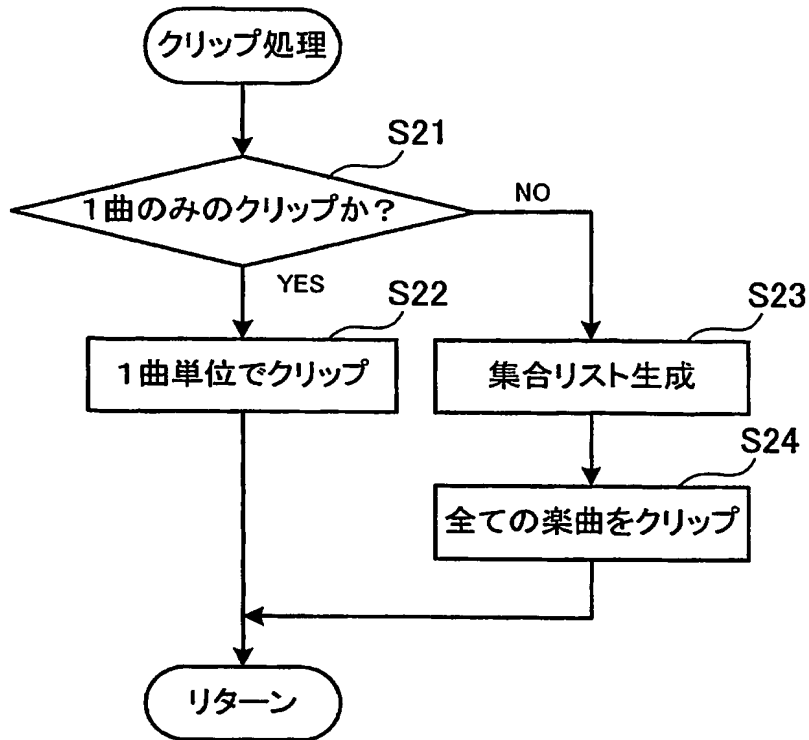 クリップ処理
S21
1曲のみのクリップか?
NO
YES
S22
1曲単位でクリップ
S23
集合リスト生成
S24
全ての楽曲をクリップ
リターン